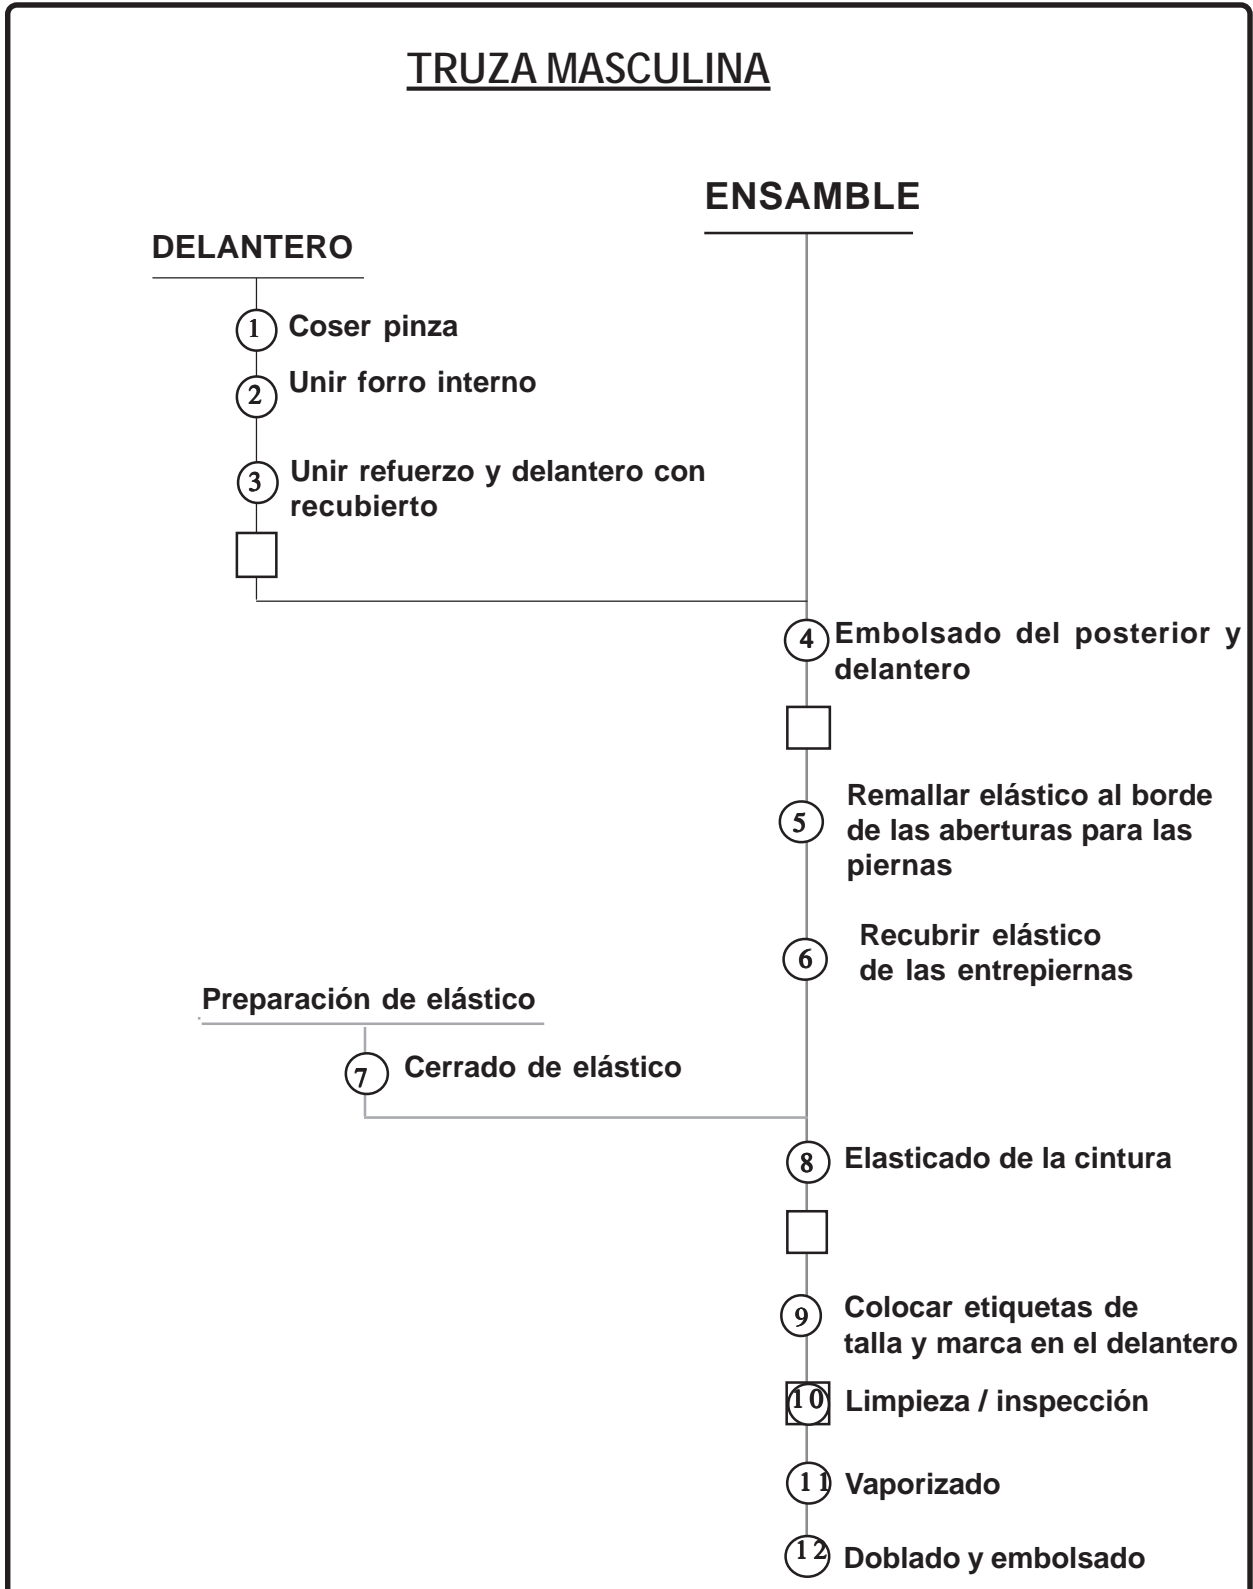 TRUZA MASCULINA
ENSAMBLE
DELANTERO
1 Coser pinza
2 Unir forro interno
3 Unir refuerzo y delantero con
recubierto
4 Embolsado del posterior y
delantero
5 Remallar elástico al borde
de las aberturas para las
piernas
6 Recubrir elástico
de las entrepiernas
Preparación de elástico
7 Cerrado de elástico
8 Elasticado de la cintura
9 Colocar etiquetas de
talla y marca en el delantero
10 Limpieza / inspección
11 Vaporizado
12 Doblado y embolsado